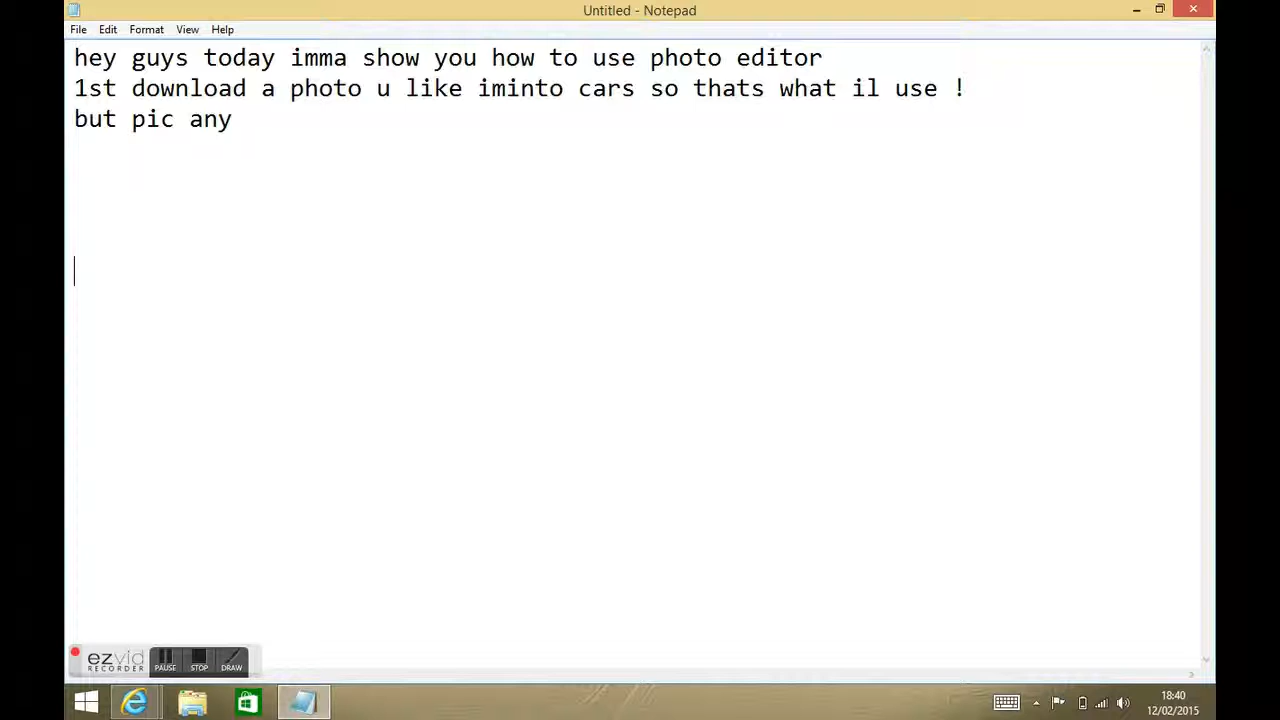 Untitled - Notepad
File Edit Format View Help
hey guys today imma show you how to use photo editor
1st download a photo u like iminto cars so thats what il use !
but pic any
ezvid
RECORDER
PAUSE STOP DRAW
18:40
12/02/2015